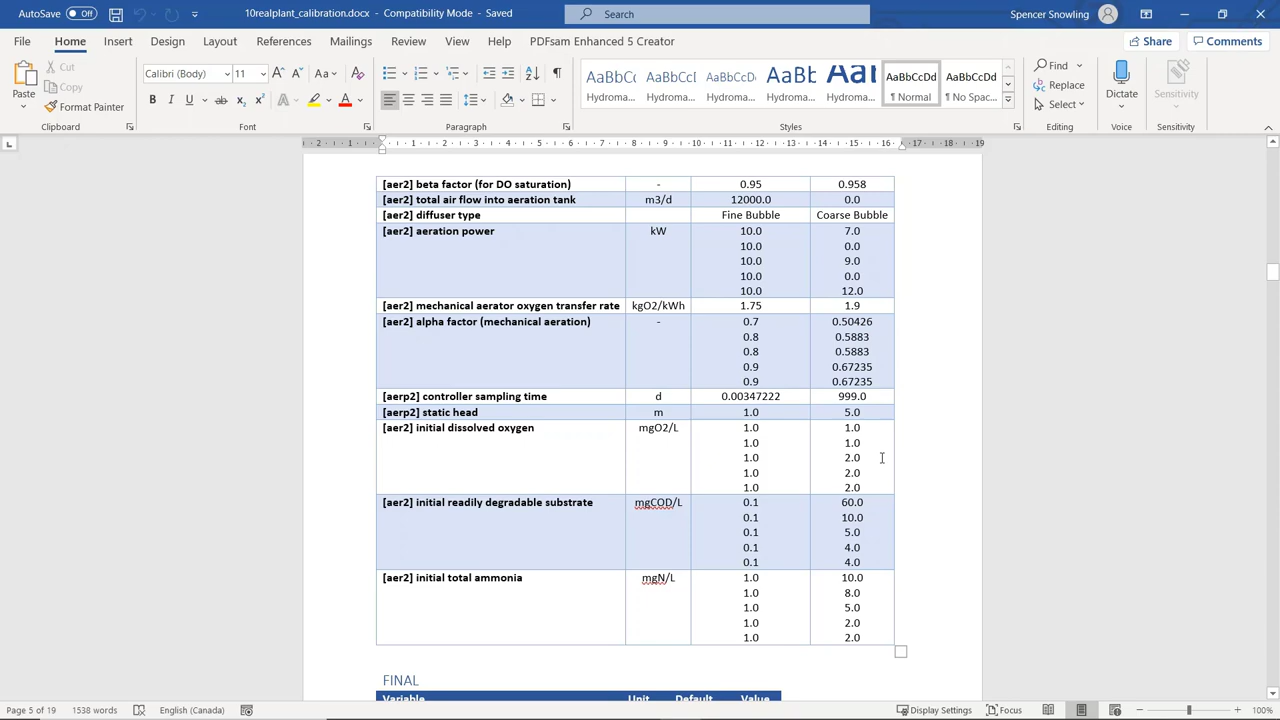 AutoSave Off
10realplant_calibration.docx - Compatibility Mode - Saved
Search
Spencer Snowling
File Home Insert Draw Design Layout References Mailings Review View Help PDFsam Enhanced 5 Creator
Share Comments
Paste
Cut
Copy
Format Painter
Calibri (Body) 11
AaBbCc AaBbCc AaBbCcDd AaBb AaBb AaBbCcDd AaBbCcDd
Hydroma... Hydroma... Hydroma... Hydroma... Hydroma... ¶ Normal ¶ No Spac...
Find
Replace
Select
Dictate
Sensitivity
Clipboard Font Paragraph Styles Editing Voice Sensitivity
[aer2] beta factor (for DO saturation) - 0.95 0.958
[aer2] total air flow into aeration tank m3/d 12000.0 0.0
[aer2] diffuser type Fine Bubble Coarse Bubble
[aer2] aeration power kW 10.0 7.0
10.0 0.0
10.0 9.0
10.0 0.0
10.0 12.0
[aer2] mechanical aerator oxygen transfer rate kgO2/kWh 1.75 1.9
[aer2] alpha factor (mechanical aeration) - 0.7 0.50426
0.8 0.5883
0.8 0.5883
0.9 0.67235
0.9 0.67235
[aerp2] controller sampling time d 0.00347222 999.0
[aerp2] static head m 1.0 5.0
[aer2] initial dissolved oxygen mgO2/L 1.0 1.0
1.0 1.0
1.0 2.0
1.0 2.0
1.0 2.0
[aer2] initial readily degradable substrate mgCOD/L 0.1 60.0
0.1 10.0
0.1 5.0
0.1 4.0
0.1 4.0
[aer2] initial total ammonia mgN/L 1.0 10.0
1.0 8.0
1.0 5.0
1.0 2.0
1.0 2.0
FINAL
Variable Unit Default Value
Page 5 of 19 1538 words English (Canada) Display Settings Focus 100%